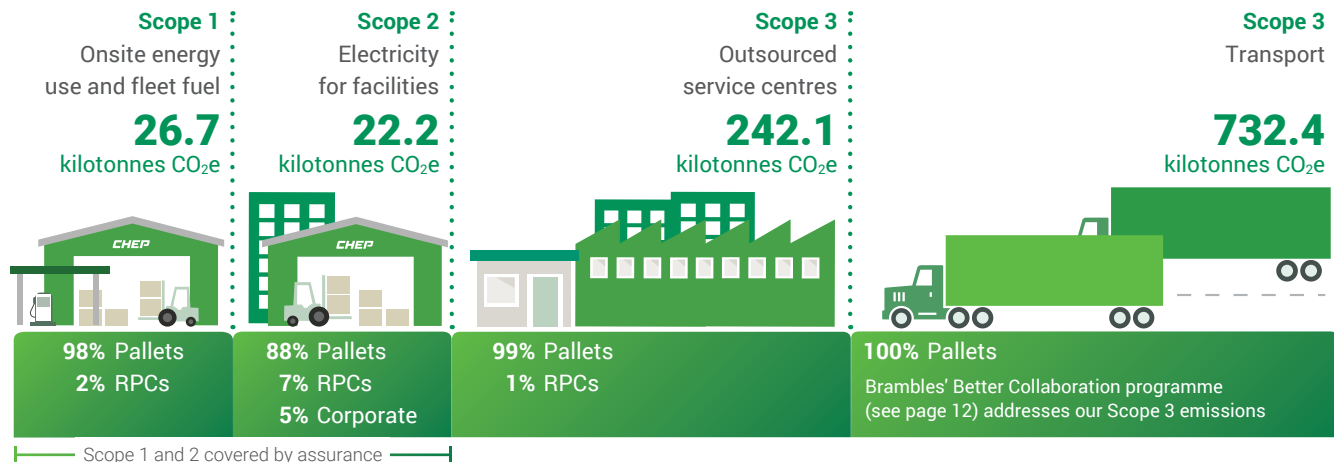 Scope 1
Onsite energy
use and fleet fuel
26.7
kilotonnes CO₂e
Scope 2
Electricity
for facilities
22.2
kilotonnes CO₂e
Scope 3
Outsourced
service centres
242.1
kilotonnes CO₂e
Scope 3
Transport
732.4
kilotonnes CO₂e
CHEP
CHEP
98% Pallets
2% RPCs
88% Pallets
7% RPCs
5% Corporate
99% Pallets
1% RPCs
100% Pallets
Brambles' Better Collaboration programme
(see page 12) addresses our Scope 3 emissions
Scope 1 and 2 covered by assurance